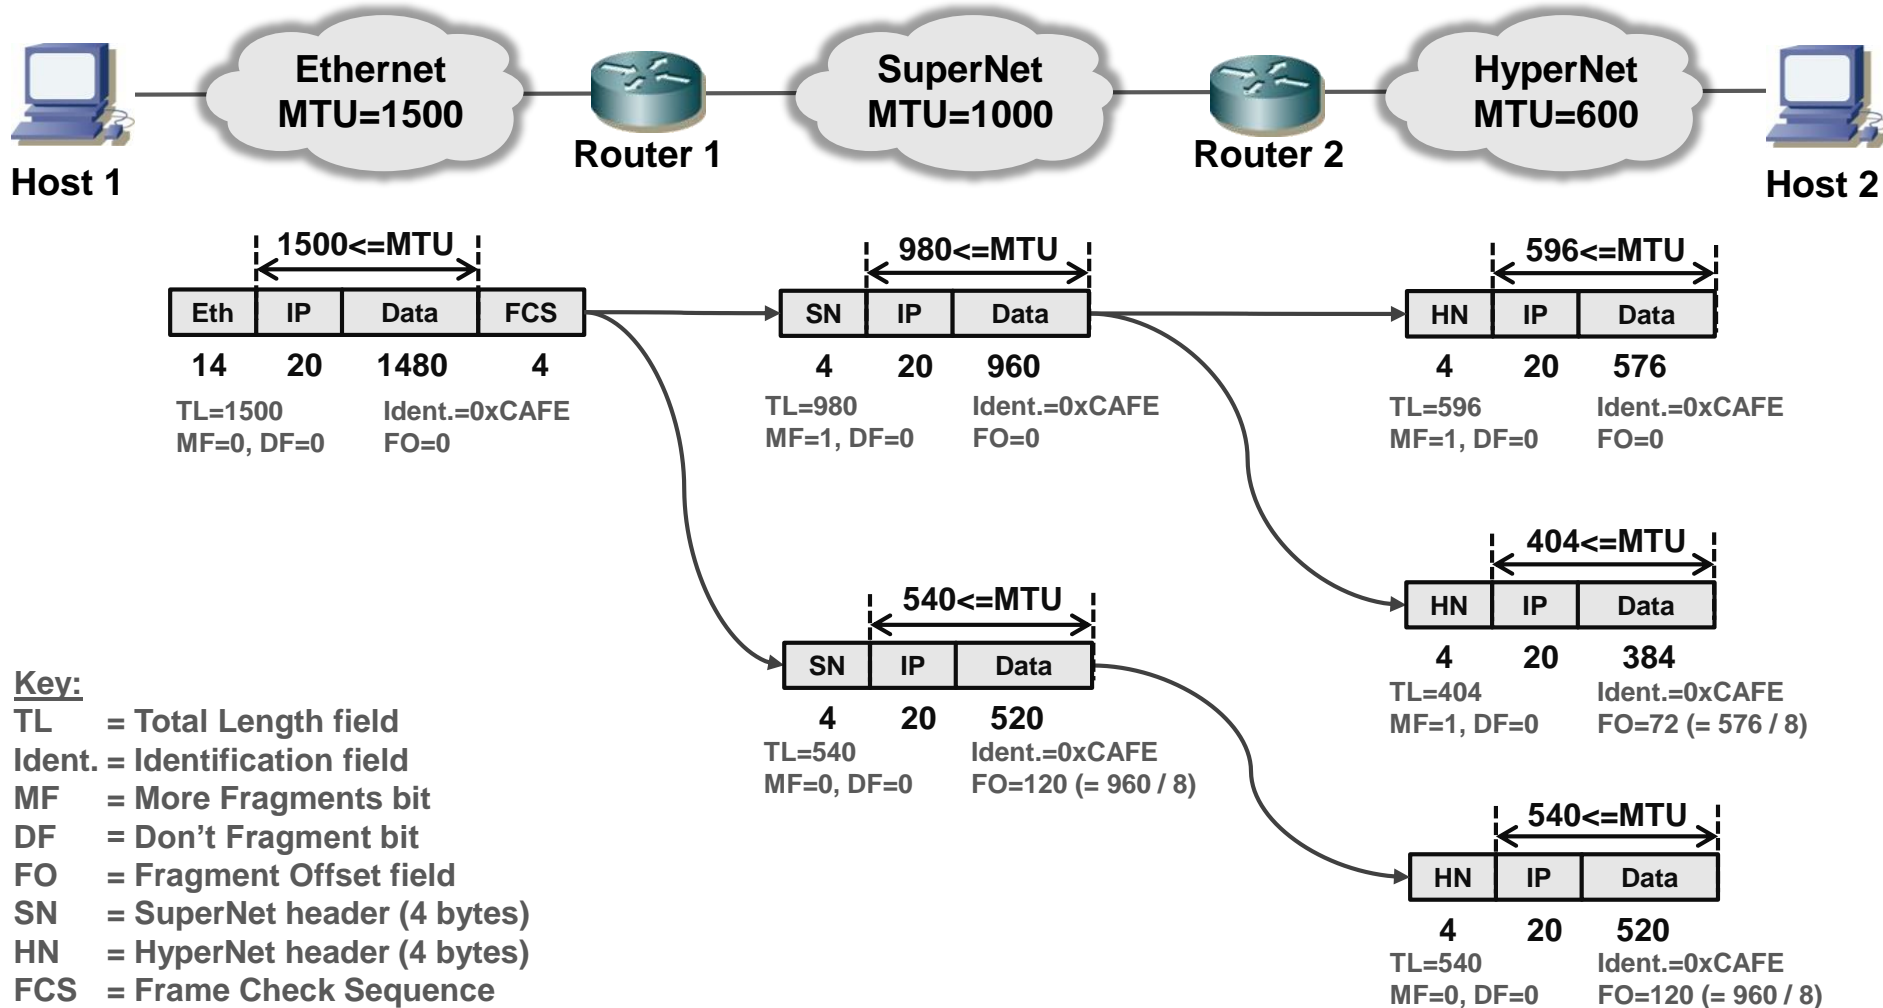 Ethernet
MTU=1500
SuperNet
MTU=1000
HyperNet
MTU=600
Host 1
Router 1
Router 2
Host 2
1500<=MTU
Eth IP Data FCS
14 20 1480 4
TL=1500 Ident.=0xCAFE
MF=0, DF=0 FO=0
980<=MTU
SN IP Data
4 20 960
TL=980 Ident.=0xCAFE
MF=1, DF=0 FO=0
596<=MTU
HN IP Data
4 20 576
TL=596 Ident.=0xCAFE
MF=1, DF=0 FO=0
404<=MTU
HN IP Data
4 20 384
TL=404 Ident.=0xCAFE
MF=1, DF=0 FO=72 (= 576 / 8)
540<=MTU
SN IP Data
4 20 520
TL=540 Ident.=0xCAFE
MF=0, DF=0 FO=120 (= 960 / 8)
540<=MTU
HN IP Data
4 20 520
TL=540 Ident.=0xCAFE
MF=0, DF=0 FO=120 (= 960 / 8)
Key:
TL = Total Length field
Ident. = Identification field
MF = More Fragments bit
DF = Don’t Fragment bit
FO = Fragment Offset field
SN = SuperNet header (4 bytes)
HN = HyperNet header (4 bytes)
FCS = Frame Check Sequence